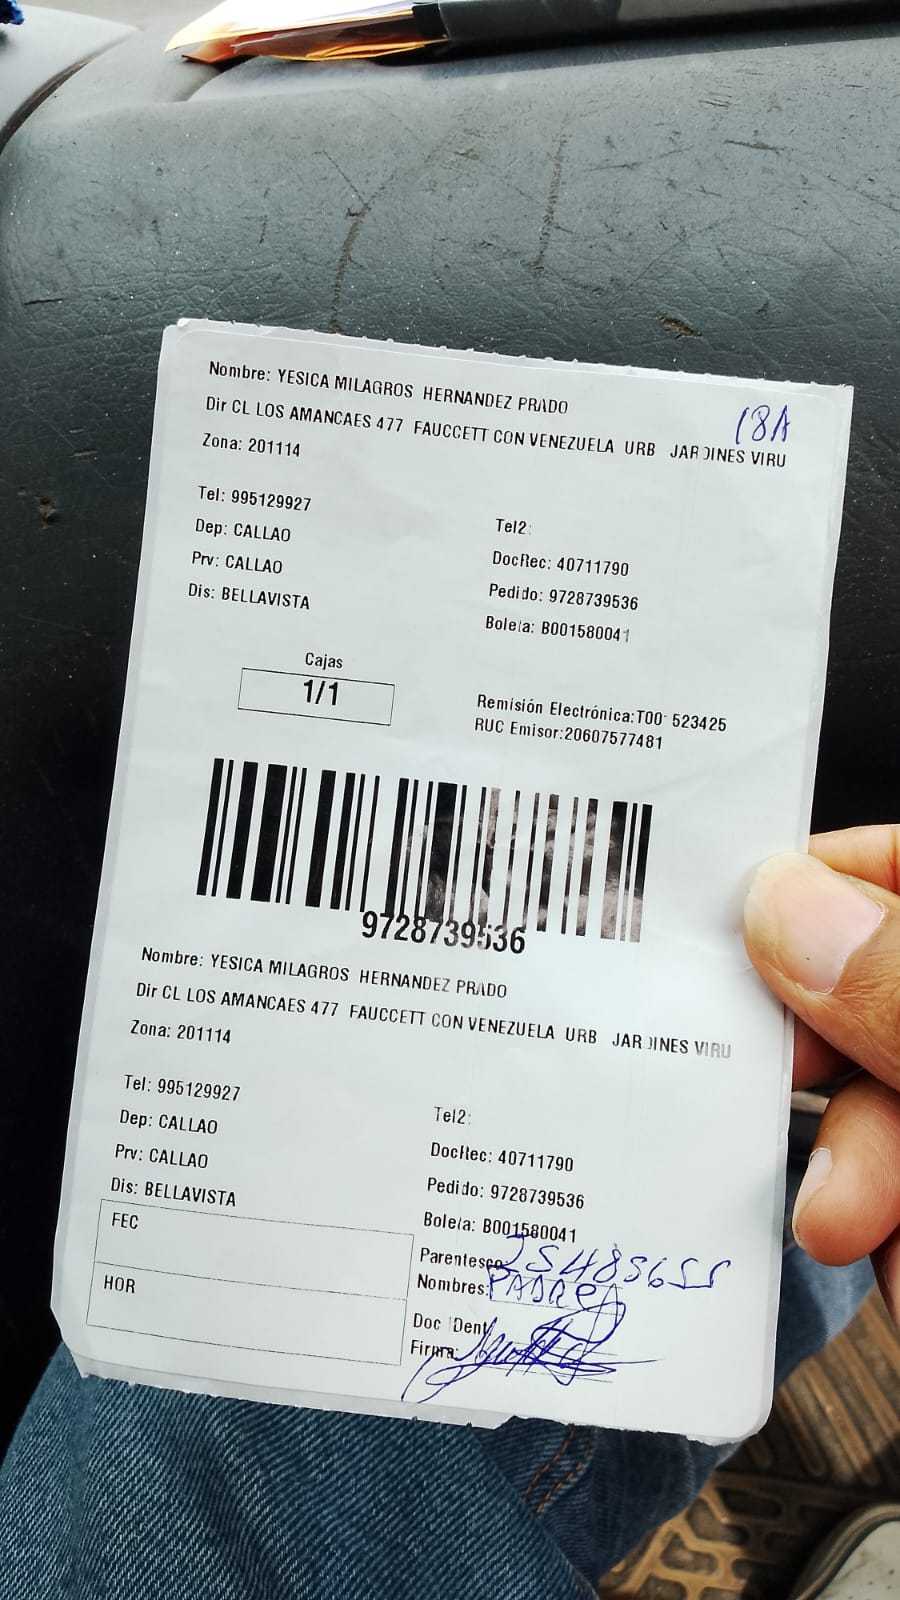 Nombre: YESICA MILAGROS HERNANDEZ PRADO
18A
Dir CL LOS AMANCAES 477 FAUCCETT CON VENEZUELA URB JARDINES VIRU
Zona: 201114
Tel: 995129927
Tel2:
Dep: CALLAO
DocRec: 40711790
Prv: CALLAO
Pedido: 9728739536
Dis: BELLAVISTA
Boleta: B001580041
Cajas
1/1
Remisión Electrónica:T00 523425
RUC Emisor:20607577481
9728739536
Nombre: YESICA MILAGROS HERNANDEZ PRADO
Dir CL LOS AMANCAES 477 FAUCCETT CON VENEZUELA URB JARDINES VIRU
Zona: 201114
Tel: 995129927
Tel2:
Dep: CALLAO
DocRec: 40711790
Prv: CALLAO
Pedido: 9728739536
Dis: BELLAVISTA
Boleta: B001580041
FEC
Parentesco:
HOR
Nombres: PADRE
Doc Ident
Firma: